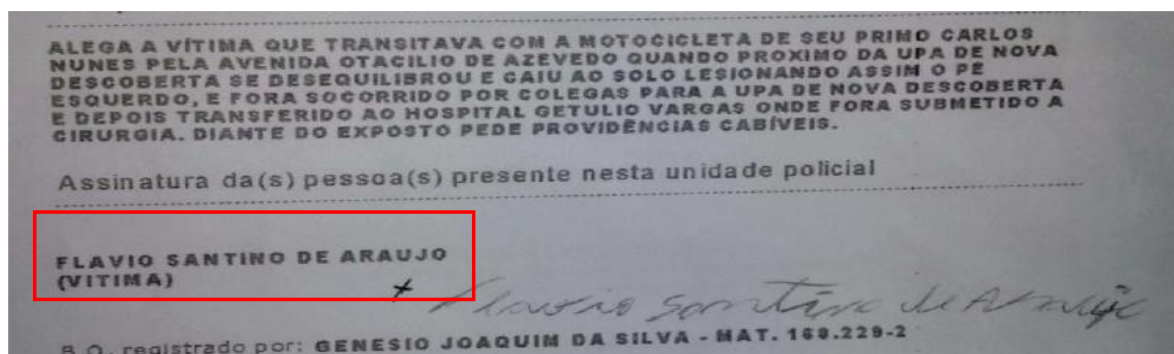 ALEGA A VÍTIMA QUE TRANSITAVA COM A MOTOCICLETA DE SEU PRIMO CARLOS
NUNES PELA AVENIDA OTACILIO DE AZEVEDO QUANDO PROXIMO DA UPA DE NOVA
DESCOBERTA SE DESEQUILIBROU E CAIU AO SOLO LESIONANDO ASSIM O PÉ
ESQUERDO, E FORA SOCORRIDO POR COLEGAS PARA A UPA DE NOVA DESCOBERTA
E DEPOIS TRANSFERIDO AO HOSPITAL GETULIO VARGAS ONDE FORA SUBMETIDO A
CIRURGIA. DIANTE DO EXPOSTO PEDE PROVIDÊNCIAS CABÍVEIS.
Assinatura da(s) pessoa(s) presente nesta unidade policial
FLAVIO SANTINO DE ARAUJO
(VITIMA)
x Flavio Santino de Araujo
B.O. registrado por: GENESIO JOAQUIM DA SILVA - MAT. 169.229-2